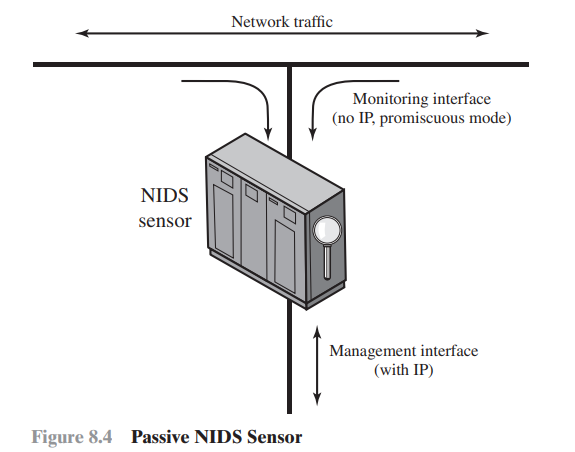 Network traffic
Monitoring interface
(no IP, promiscuous mode)
NIDS
sensor
Management interface
(with IP)
Figure 8.4 Passive NIDS Sensor